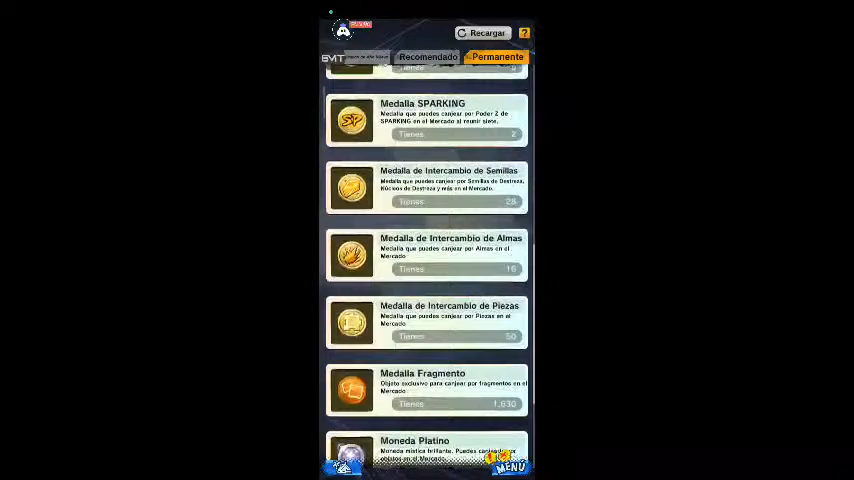 Recargar
?
Recomendado
Permanente
Medalla SPARKING
Medalla que puedes canjear por Poder Z de
SPARKING en el Mercado al reunir siete.
Tienes 2
Medalla de Intercambio de Semillas
Medalla que puedes canjear por Semillas de Destreza,
Núcleos de Destreza y más en el Mercado.
Tienes 28
Medalla de Intercambio de Almas
Medalla que puedes canjear por Almas en el
Mercado
Tienes 16
Medalla de Intercambio de Piezas
Medalla que puedes canjear por Piezas en el
Mercado
Tienes 50
Medalla Fragmento
Objeto exclusivo para canjear por fragmentos en el
Mercado.
Tienes 1,630
Moneda Platino
Moneda mística brillante. Puedes canjearla por
objetos en el Mercado.
MENU